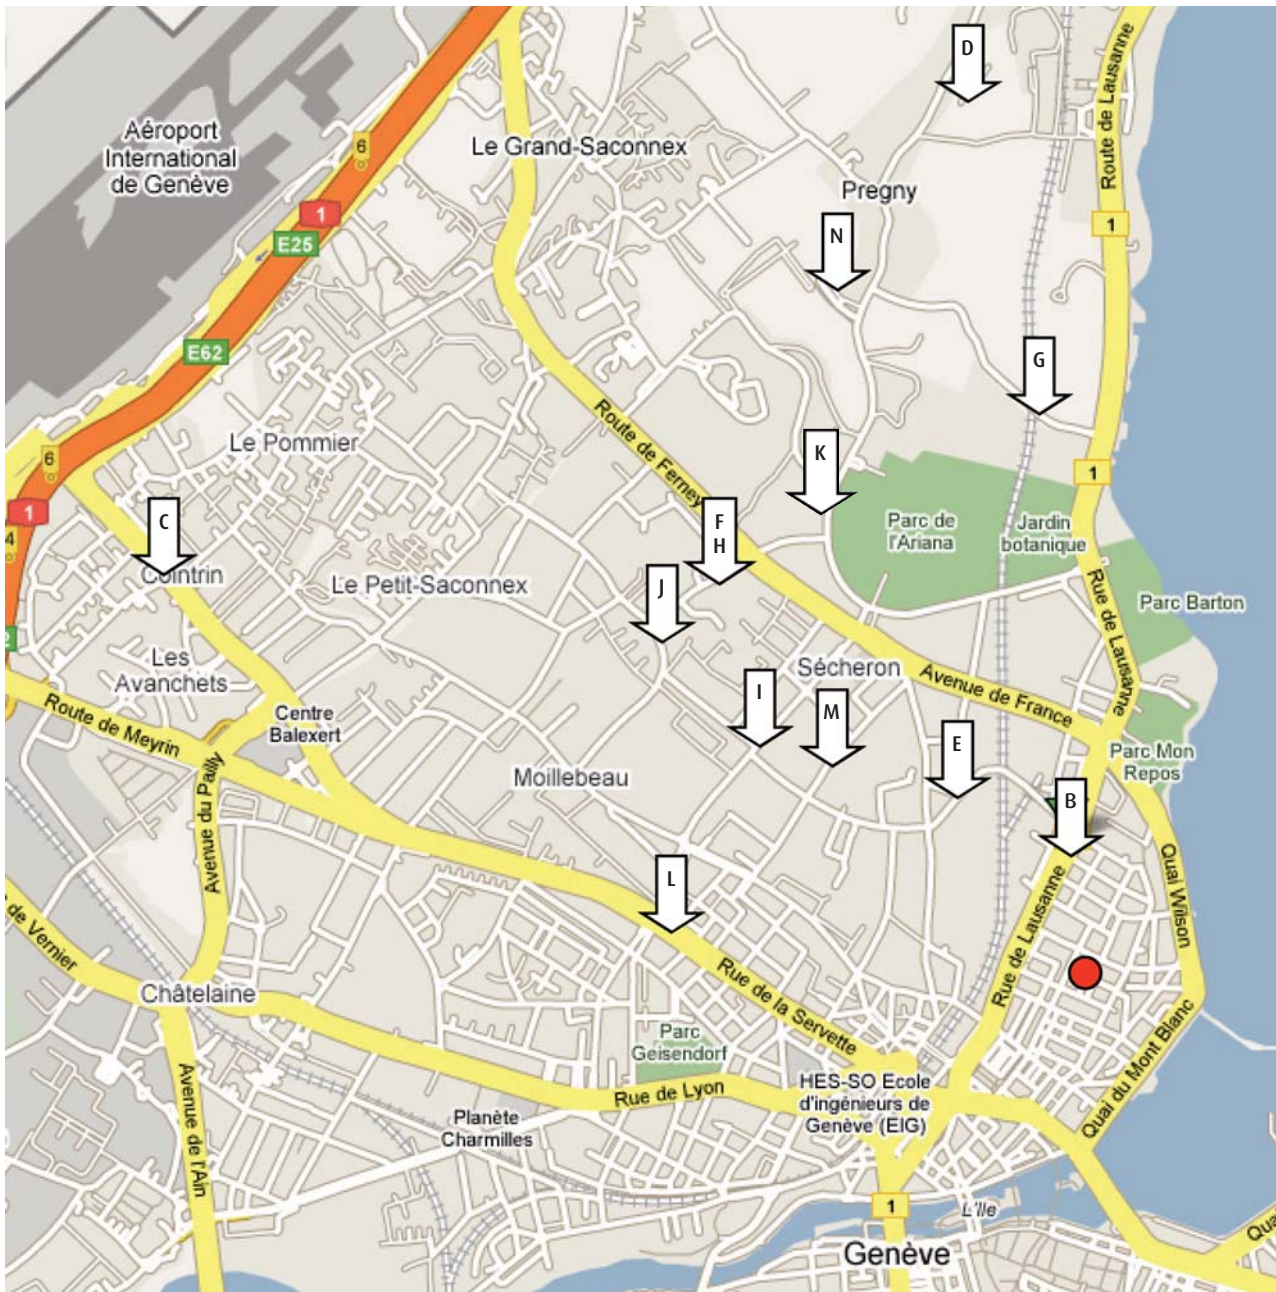 D
Route de Lausanne
Aéroport
International
de Genève
6
Le Grand-Saconnex
Pregny
1
E25
1
N
E62
G
Le Pommier
Route de Ferney
K
6
1
1
C
F
H
Parc de
l'Ariana
Jardin
botanique
4
Cointrin
Le Petit-Saconnex
J
Parc Barton
2
Rue de Lausanne
Les
Avanchets
Sécheron
Avenue de France
I
M
Route de Meyrin
Centre
Balexert
E
Parc Mon
Repos
Moillebeau
B
Avenue du Pailly
L
Quai Wilson
Rue de Lausanne
de Vernier
Rue de la Servette
Châtelaine
Quai du Mont Blanc
Parc
Geisendorf
Rue de Lyon
HES-SO Ecole
d'ingénieurs de
Genève (EIG)
Planète
Charmilles
Avenue de l'Ain
1
L'Ile
Genève
Qua